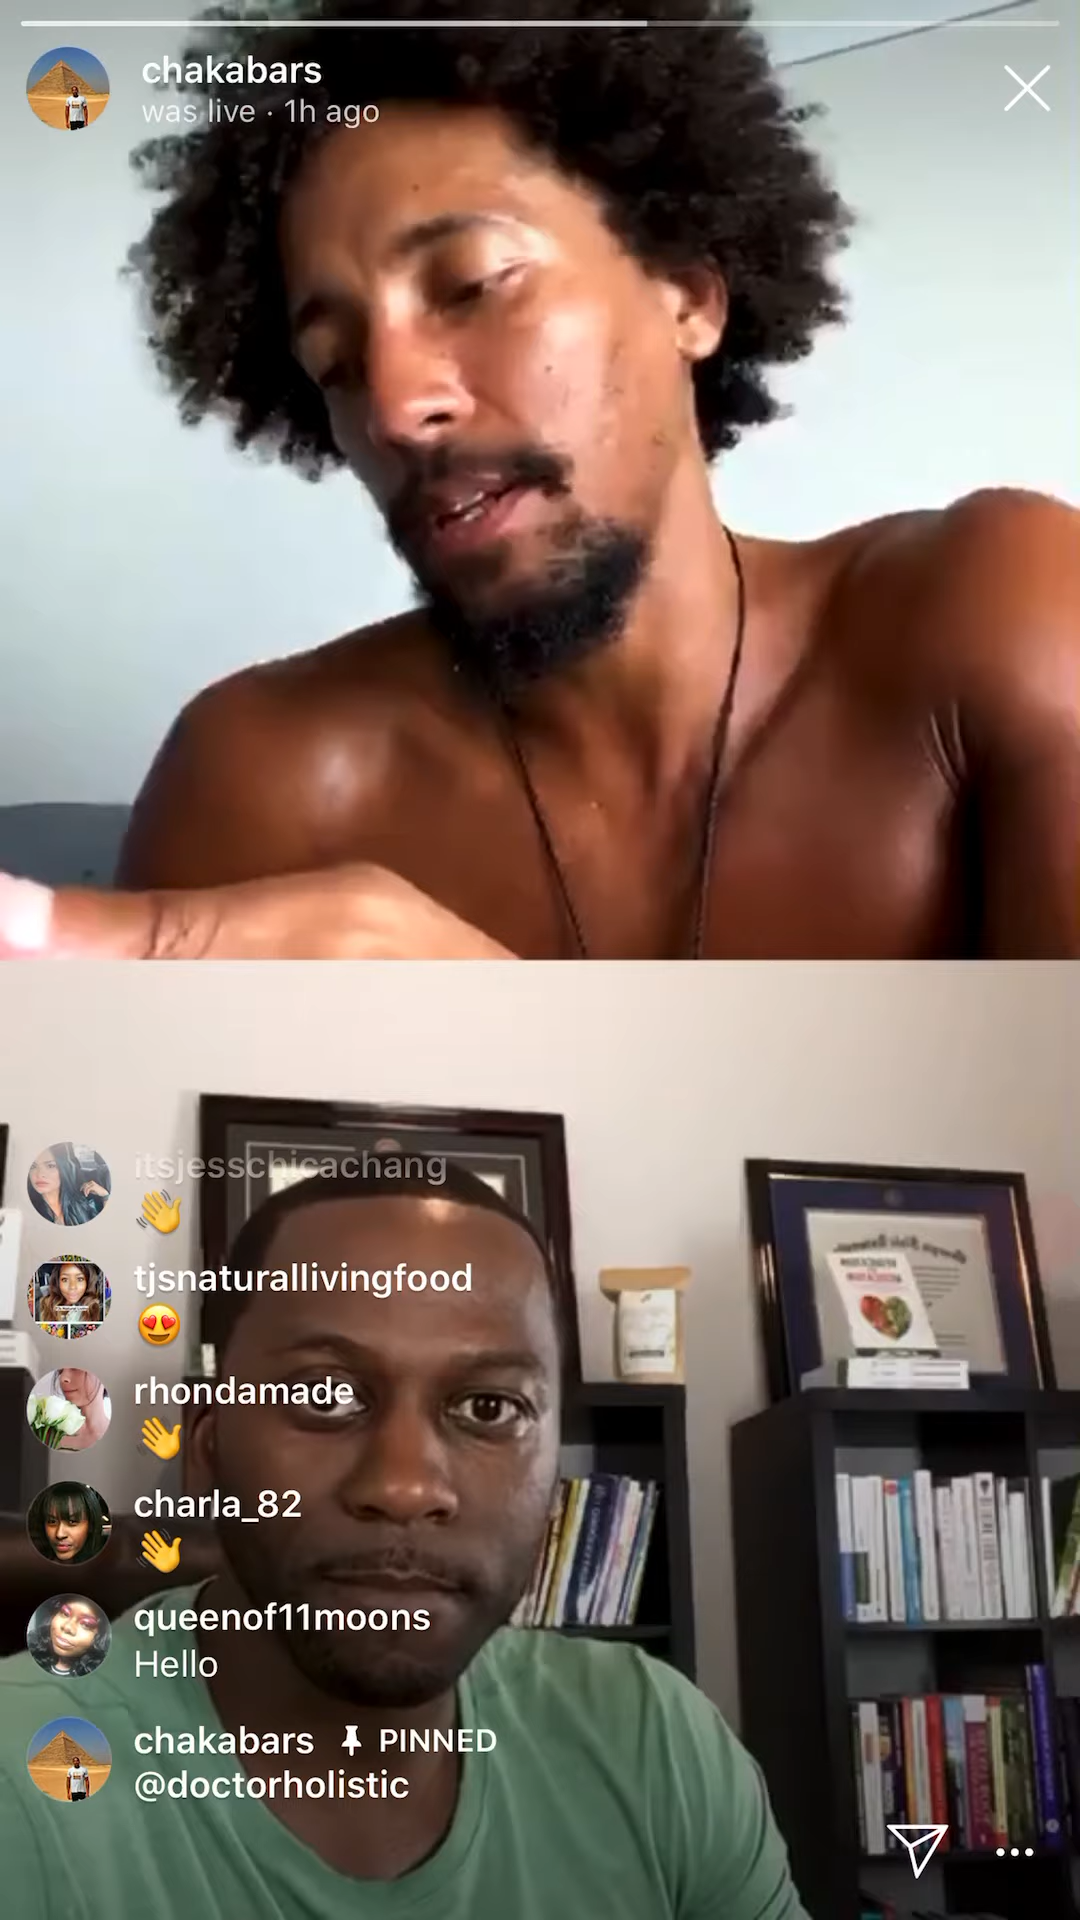 chakabars
was live · 1h ago
itsjesschicachang
👋
tjsnaturallivingfood
😍
rhondamade
👋
charla_82
👋
queenof11moons
Hello
chakabars PINNED
@doctorholistic